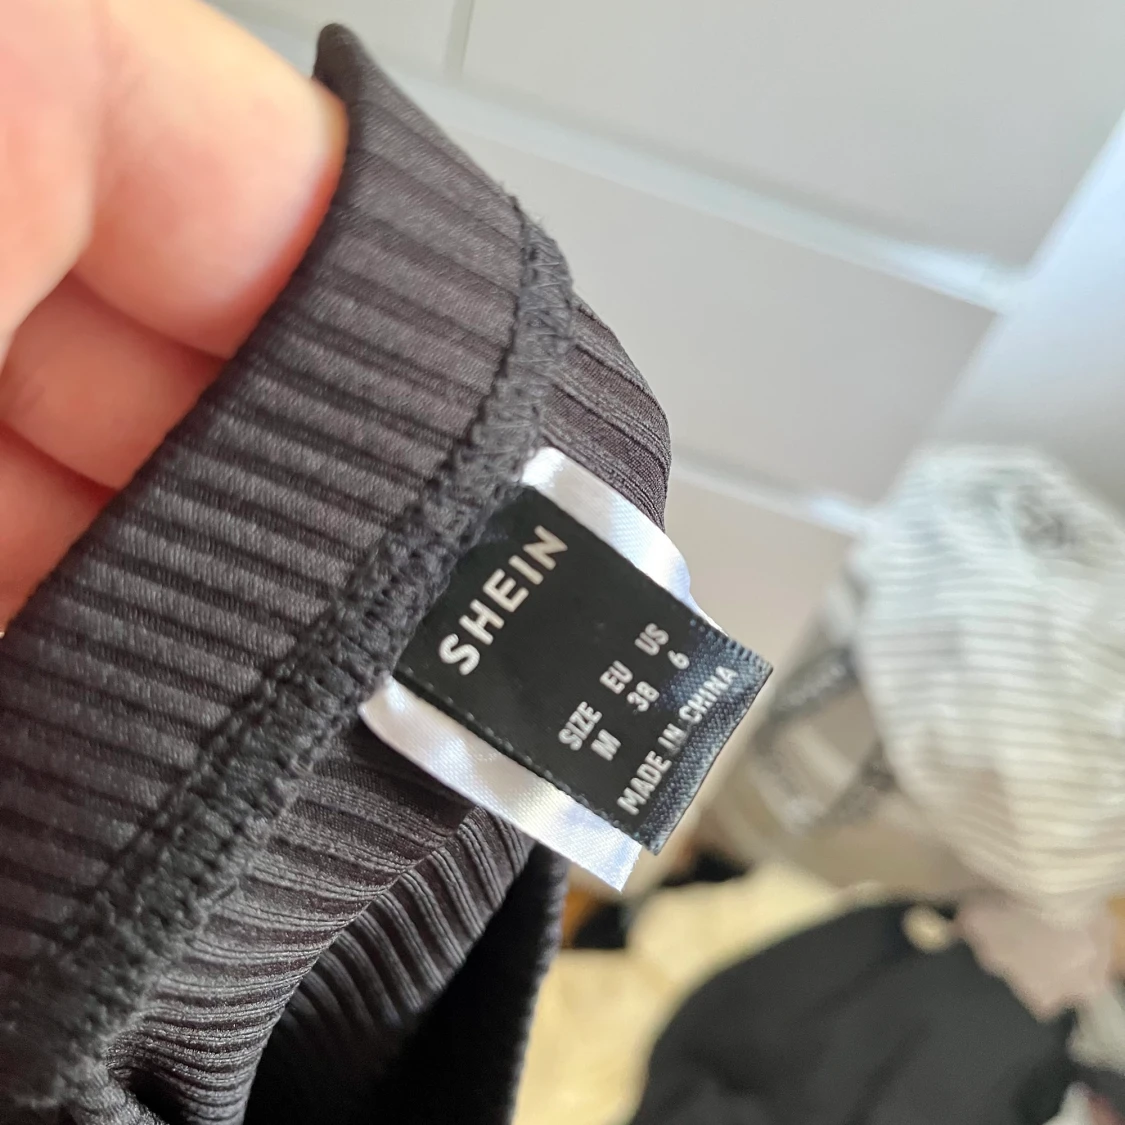 SHEIN
SIZE EU US
M 38 6
MADE IN CHINA